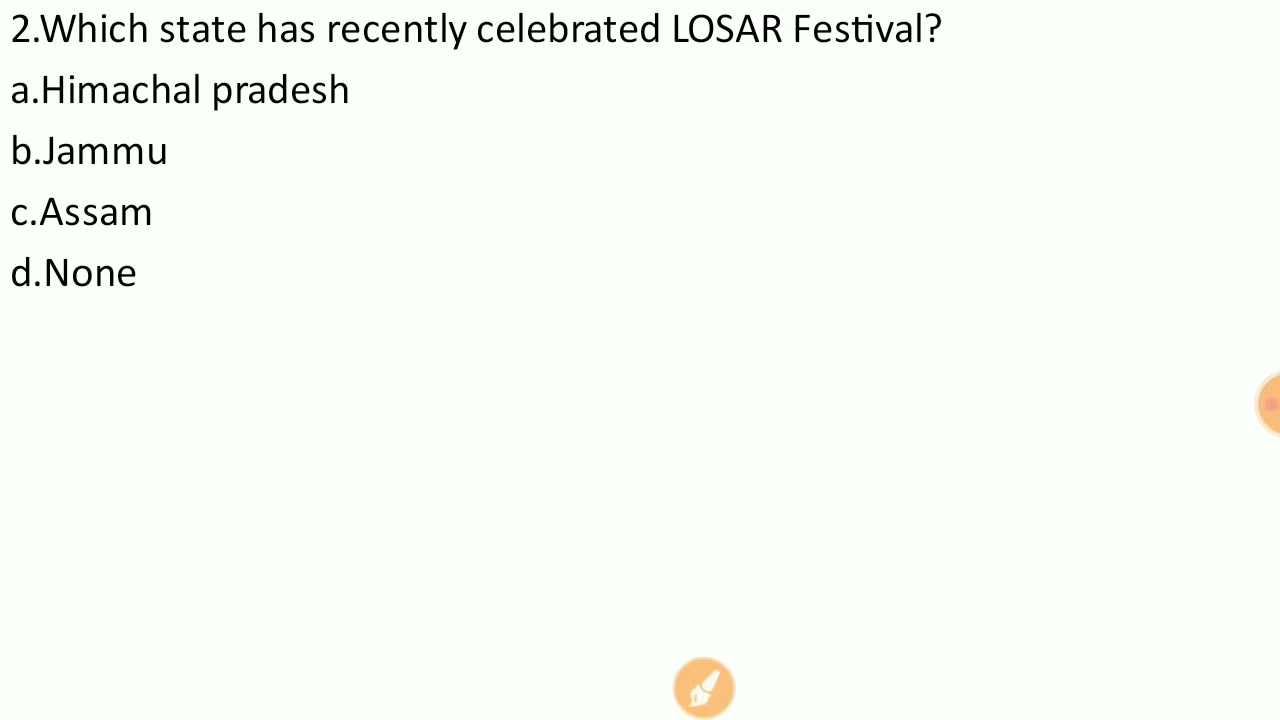 2.Which state has recently celebrated LOSAR Festival?
a.Himachal pradesh
b.Jammu
c.Assam
d.None